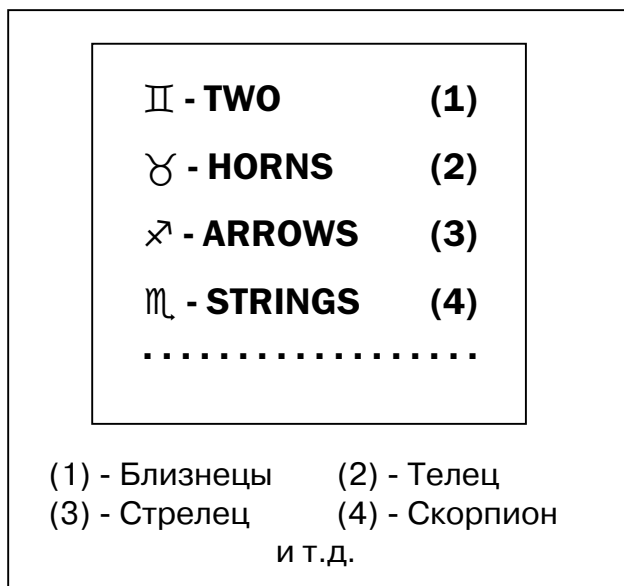 ♊ - TWO (1)
♉ - HORNS (2)
♐ - ARROWS (3)
♏ - STRINGS (4)
..................
(1) - Близнецы (2) - Телец
(3) - Стрелец (4) - Скорпион
и т.д.